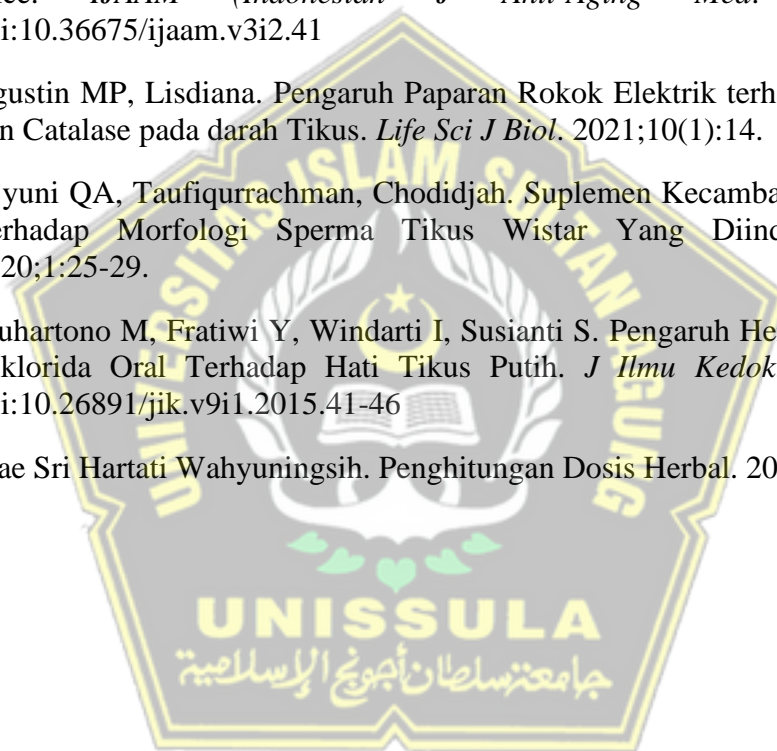 IJAAM (Indonesian J Anti-Aging Med.
i:10.36675/ijaam.v3i2.41
gustin MP, Lisdiana. Pengaruh Paparan Rokok Elektrik terh
n Catalase pada darah Tikus. Life Sci J Biol. 2021;10(1):14.
yuni QA, Taufiqurrachman, Chodidjah. Suplemen Kecamba
erhadap Morfologi Sperma Tikus Wistar Yang Diind
20;1:25-29.
uhartono M, Fratiwi Y, Windarti I, Susianti S. Pengaruh He
klorida Oral Terhadap Hati Tikus Putih. J Ilmu Kedok
i:10.26891/jik.v9i1.2015.41-46
ae Sri Hartati Wahyuningsih. Penghitungan Dosis Herbal. 20
UNIVERSITAS ISLAM SULTAN AGUNG
UNISSULA
جامعة سلطان أجونج الإسلامية